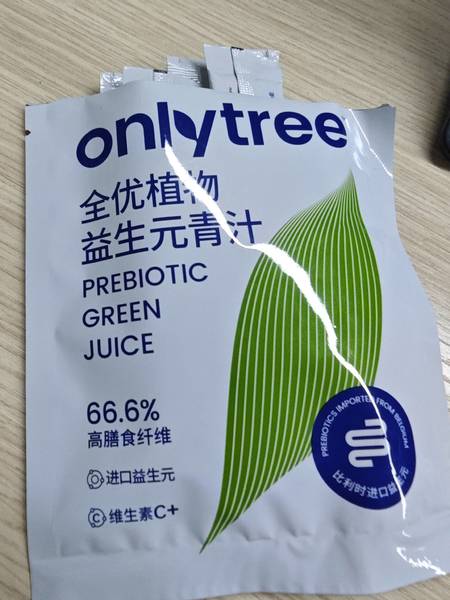 onlytree
全优植物
益生元青汁
PREBIOTIC
GREEN
JUICE
66.6%
高膳食纤维
进口益生元
C 维生素C+
PREBIOTICS IMPORTED FROM BELGIUM
比利时进口益生元